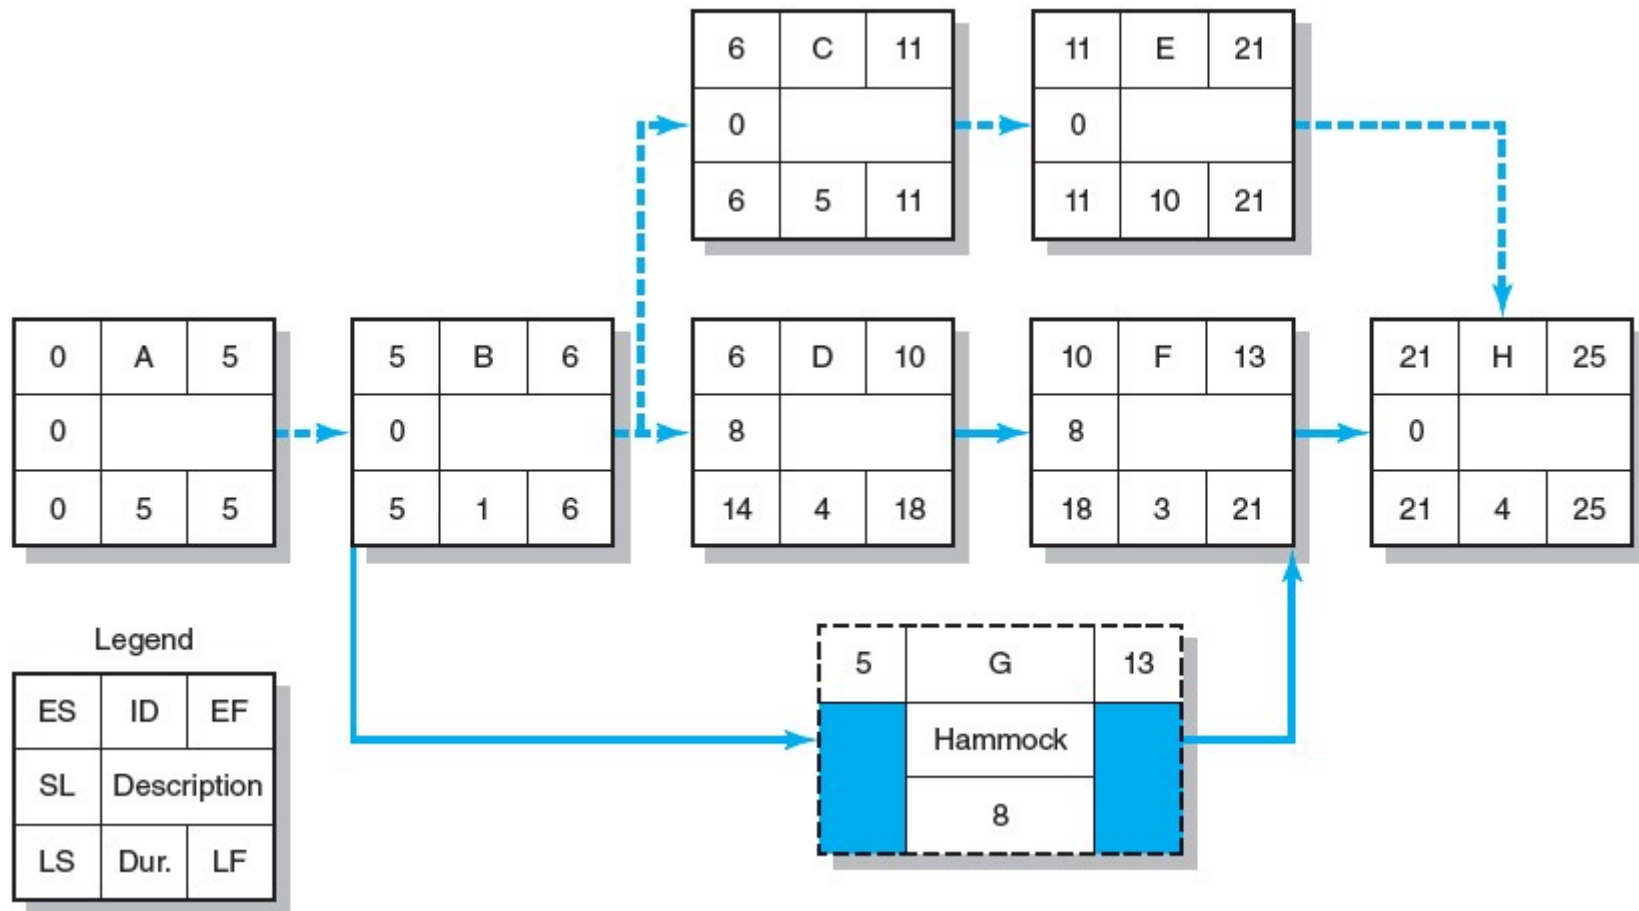 6 C 11
0
6 5 11
11 E 21
0
11 10 21
0 A 5
0
0 5 5
5 B 6
0
5 1 6
6 D 10
8
14 4 18
10 F 13
8
18 3 21
21 H 25
0
21 4 25
Legend
ES ID EF
SL Description
LS Dur. LF
5 G 13
Hammock
8